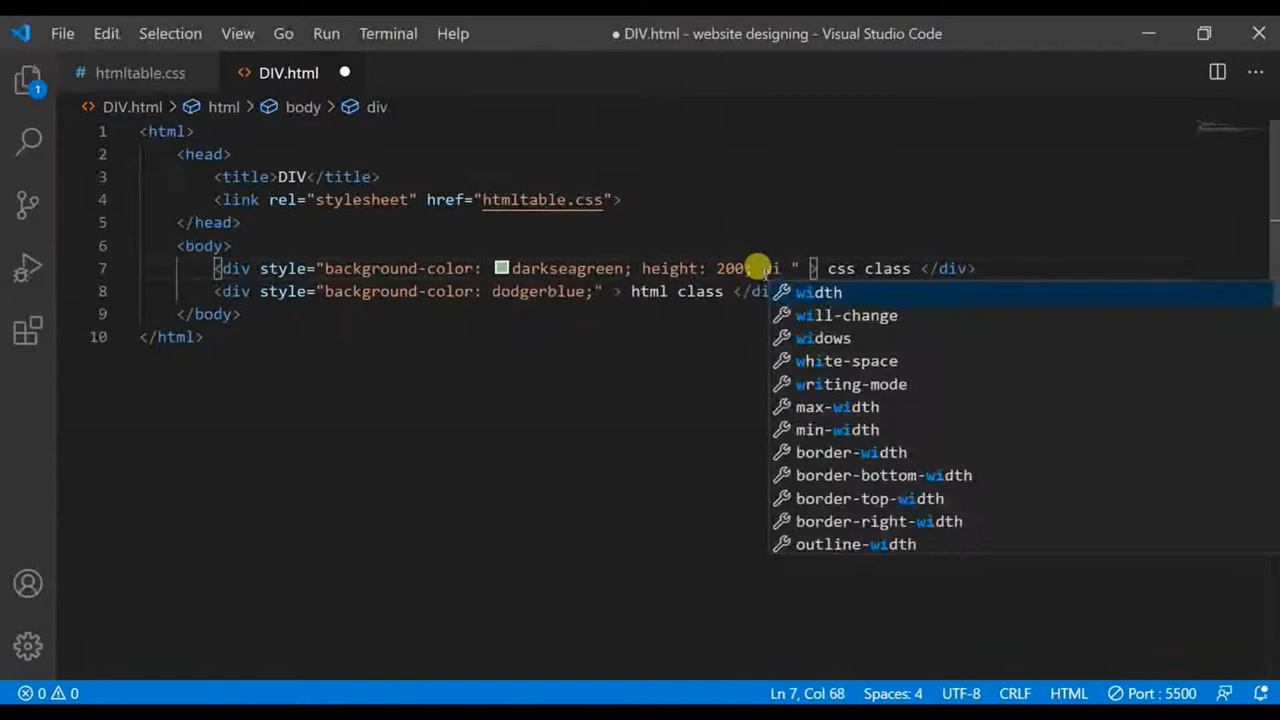 File Edit Selection View Go Run Terminal Help ● DIV.html - website designing - Visual Studio Code
# htmltable.css <> DIV.html ●
<> DIV.html > html > body > div
1 <html>
2 <head>
3 <title>DIV</title>
4 <link rel="stylesheet" href="htmltable.css">
5 </head>
6 <body>
7 <div style="background-color: darkseagreen; height: 200; wi " > css class </div>
8 <div style="background-color: dodgerblue;" > html class </di
9 </body>
10 </html>
width
will-change
widows
white-space
writing-mode
max-width
min-width
border-width
border-bottom-width
border-top-width
border-right-width
outline-width
1
0 0 Ln 7, Col 68 Spaces: 4 UTF-8 CRLF HTML Port : 5500